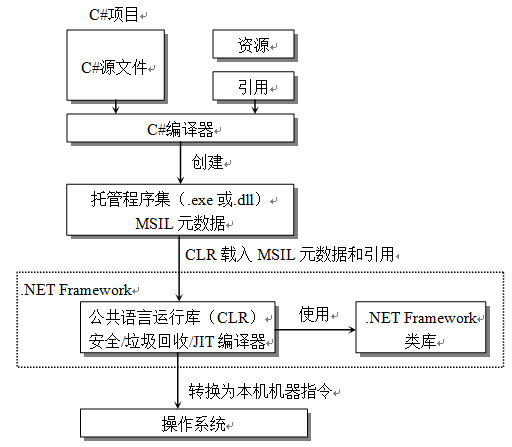 C#项目
C#源文件
资源
引用
C#编译器
创建
托管程序集（.exe 或.dll）
MSIL 元数据
CLR 载入 MSIL 元数据和引用
.NET Framework
公共语言运行库（CLR）
安全/垃圾回收/JIT 编译器
使用
.NET Framework
类库
转换为本机机器指令
操作系统